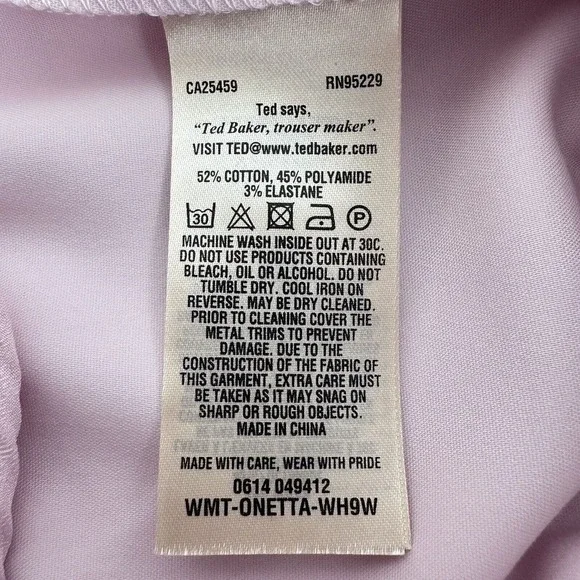 CA25459 RN95229
Ted says,
"Ted Baker, trouser maker".
VISIT TED@www.tedbaker.com
52% COTTON, 45% POLYAMIDE
3% ELASTANE
30 P
MACHINE WASH INSIDE OUT AT 30C.
DO NOT USE PRODUCTS CONTAINING
BLEACH, OIL OR ALCOHOL. DO NOT
TUMBLE DRY. COOL IRON ON
REVERSE. MAY BE DRY CLEANED.
PRIOR TO CLEANING COVER THE
METAL TRIMS TO PREVENT
DAMAGE. DUE TO THE
CONSTRUCTION OF THE FABRIC OF
THIS GARMENT, EXTRA CARE MUST
BE TAKEN AS IT MAY SNAG ON
SHARP OR ROUGH OBJECTS.
MADE IN CHINA
MADE WITH CARE, WEAR WITH PRIDE
0614 049412
WMT-ONETTA-WH9W